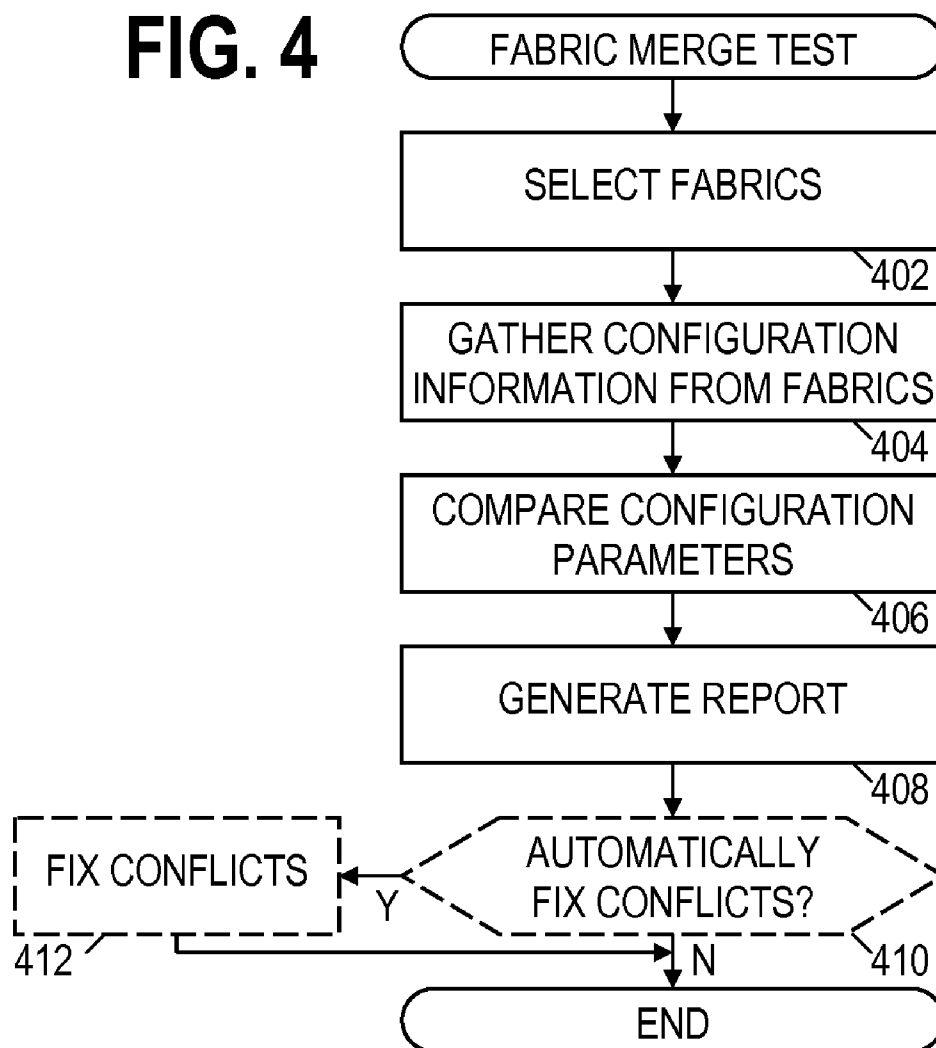 FIG. 4
FABRIC MERGE TEST
SELECT FABRICS
402
GATHER CONFIGURATION
INFORMATION FROM FABRICS
404
COMPARE CONFIGURATION
PARAMETERS
406
GENERATE REPORT
408
AUTOMATICALLY
FIX CONFLICTS?
410
Y
FIX CONFLICTS
412
N
END